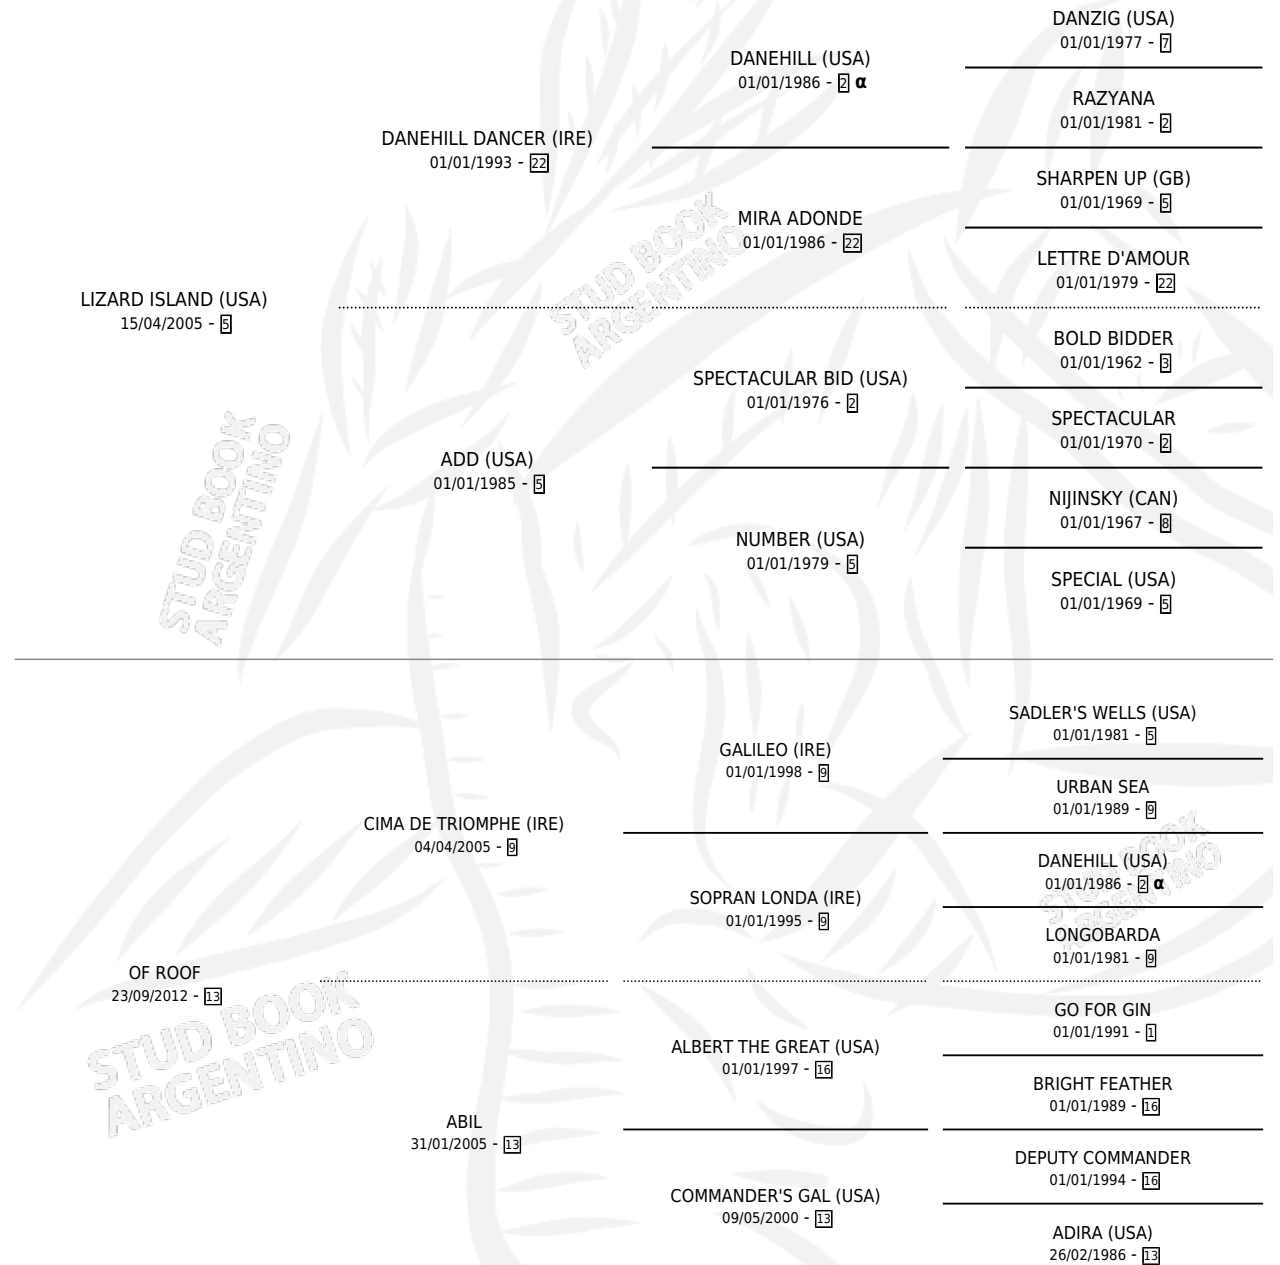 DANZIG (USA)
01/01/1977 - 7
DANEHILL (USA)
01/01/1986 - 2 α
RAZYANA
01/01/1981 - 2
DANEHILL DANCER (IRE)
01/01/1993 - 22
SHARPEN UP (GB)
01/01/1969 - 5
MIRA ADONDE
01/01/1986 - 22
LETTRE D'AMOUR
01/01/1979 - 22
LIZARD ISLAND (USA)
15/04/2005 - 5
BOLD BIDDER
01/01/1962 - 3
SPECTACULAR BID (USA)
01/01/1976 - 2
SPECTACULAR
01/01/1970 - 2
ADD (USA)
01/01/1985 - 5
NIJINSKY (CAN)
01/01/1967 - 8
NUMBER (USA)
01/01/1979 - 5
SPECIAL (USA)
01/01/1969 - 5
SADLER'S WELLS (USA)
01/01/1981 - 5
GALILEO (IRE)
01/01/1998 - 9
URBAN SEA
01/01/1989 - 9
CIMA DE TRIOMPHE (IRE)
04/04/2005 - 9
DANEHILL (USA)
01/01/1986 - 2 α
SOPRAN LONDA (IRE)
01/01/1995 - 9
LONGOBARDA
01/01/1981 - 9
OF ROOF
23/09/2012 - 13
GO FOR GIN
01/01/1991 - 1
ALBERT THE GREAT (USA)
01/01/1997 - 16
BRIGHT FEATHER
01/01/1989 - 16
ABIL
31/01/2005 - 13
DEPUTY COMMANDER
01/01/1994 - 16
COMMANDER'S GAL (USA)
09/05/2000 - 13
ADIRA (USA)
26/02/1986 - 13
STUD BOOK
ARGENTINO
STUD BOOK
ARGENTINO
STUD BOOK
ARGENTINO
STUD BOOK
ARGENTINO